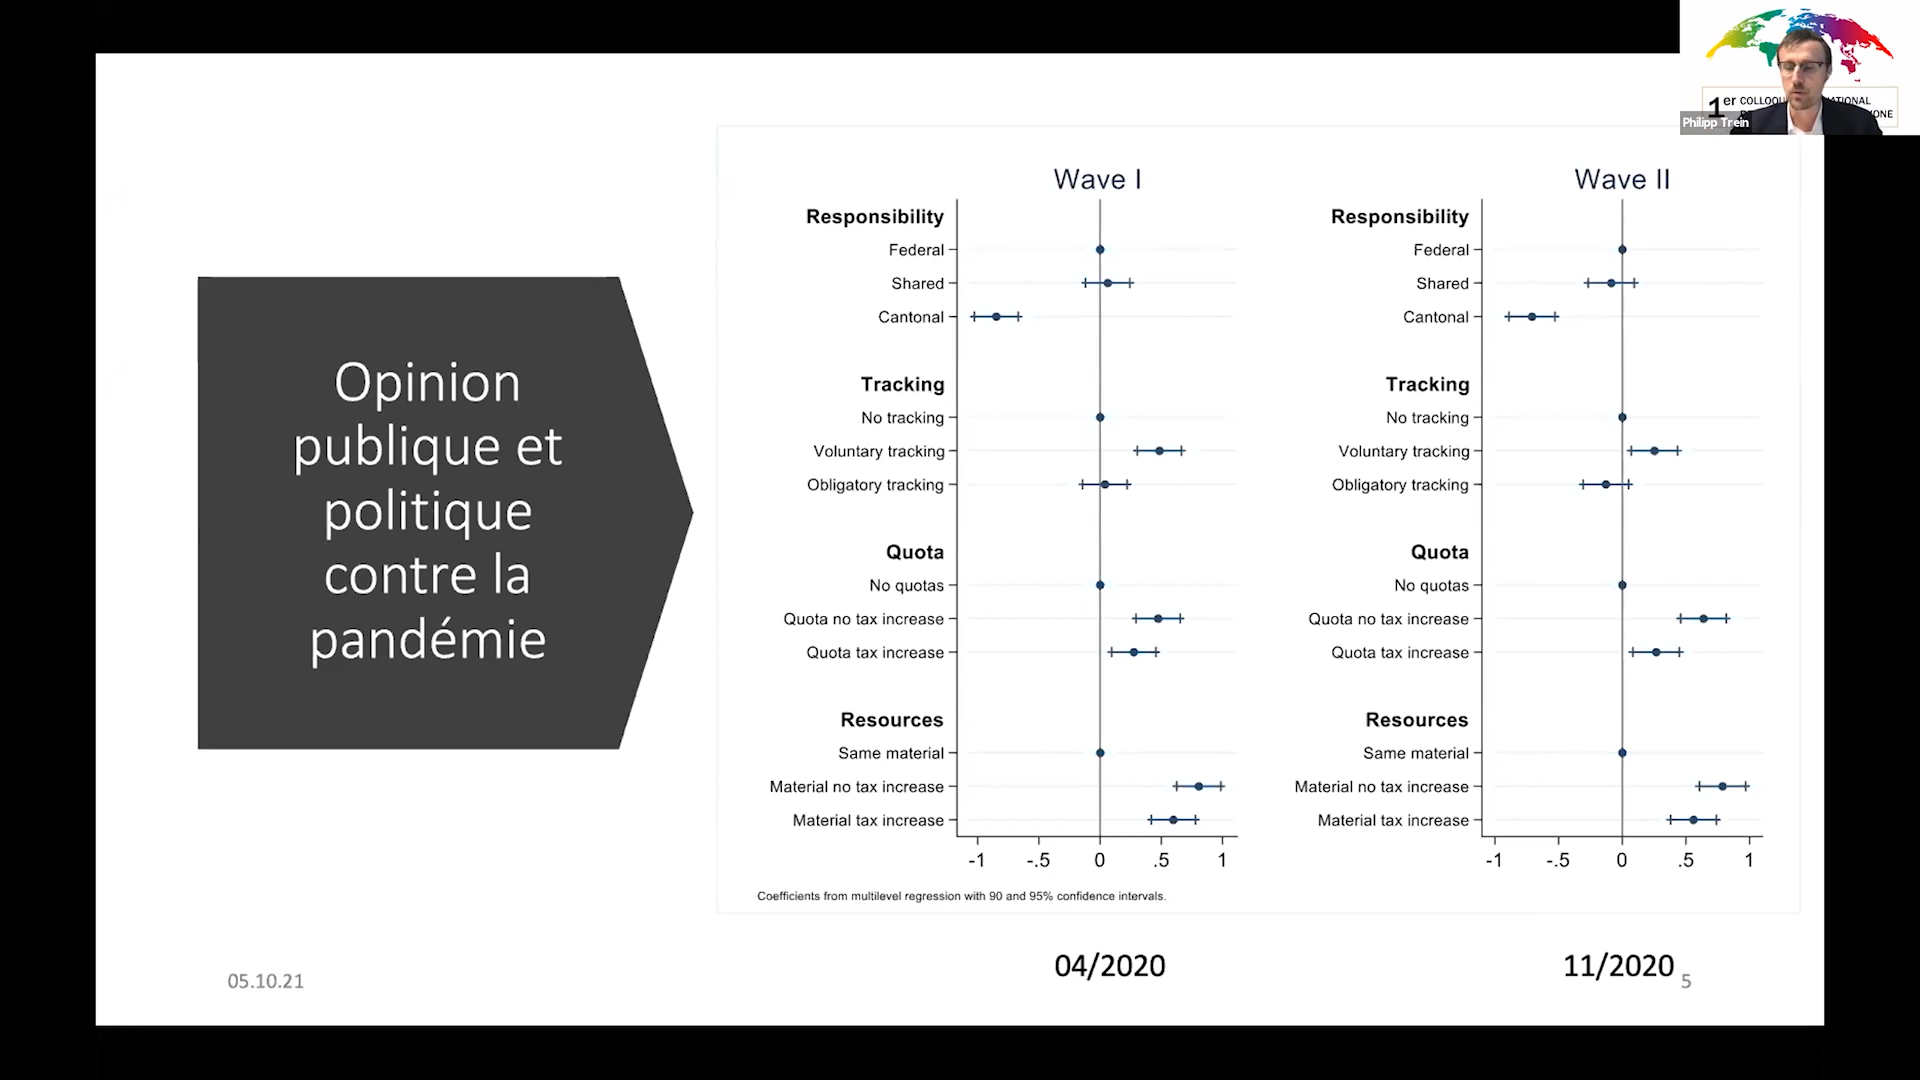 1er COLLOQU
NATIONAL
IONE
Philipp Trein
Opinion
publique et
politique
contre la
pandémie
Wave I
Responsibility
Federal
Shared
Cantonal
Tracking
No tracking
Voluntary tracking
Obligatory tracking
Quota
No quotas
Quota no tax increase
Quota tax increase
Resources
Same material
Material no tax increase
Material tax increase
-1 -.5 0 .5 1
Wave II
Responsibility
Federal
Shared
Cantonal
Tracking
No tracking
Voluntary tracking
Obligatory tracking
Quota
No quotas
Quota no tax increase
Quota tax increase
Resources
Same material
Material no tax increase
Material tax increase
-1 -.5 0 .5 1
Coefficients from multilevel regression with 90 and 95% confidence intervals.
04/2020
11/2020
05.10.21
5